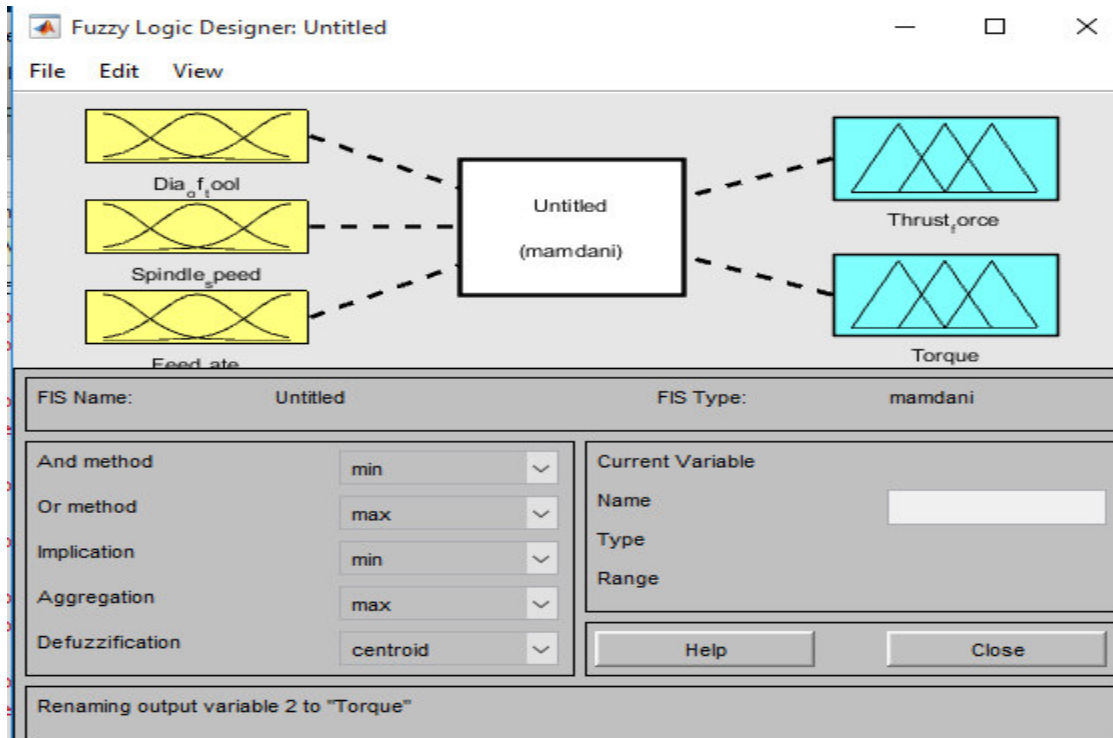 Fuzzy Logic Designer: Untitled
File Edit View
Dia_of_tool
Spindle_speed
Untitled
(mamdani)
Thrust_force
Torque
FIS Name: Untitled FIS Type: mamdani
And method min
Or method max
Implication min
Aggregation max
Defuzzification centroid
Current Variable
Name
Type
Range
Help Close
Renaming output variable 2 to "Torque"